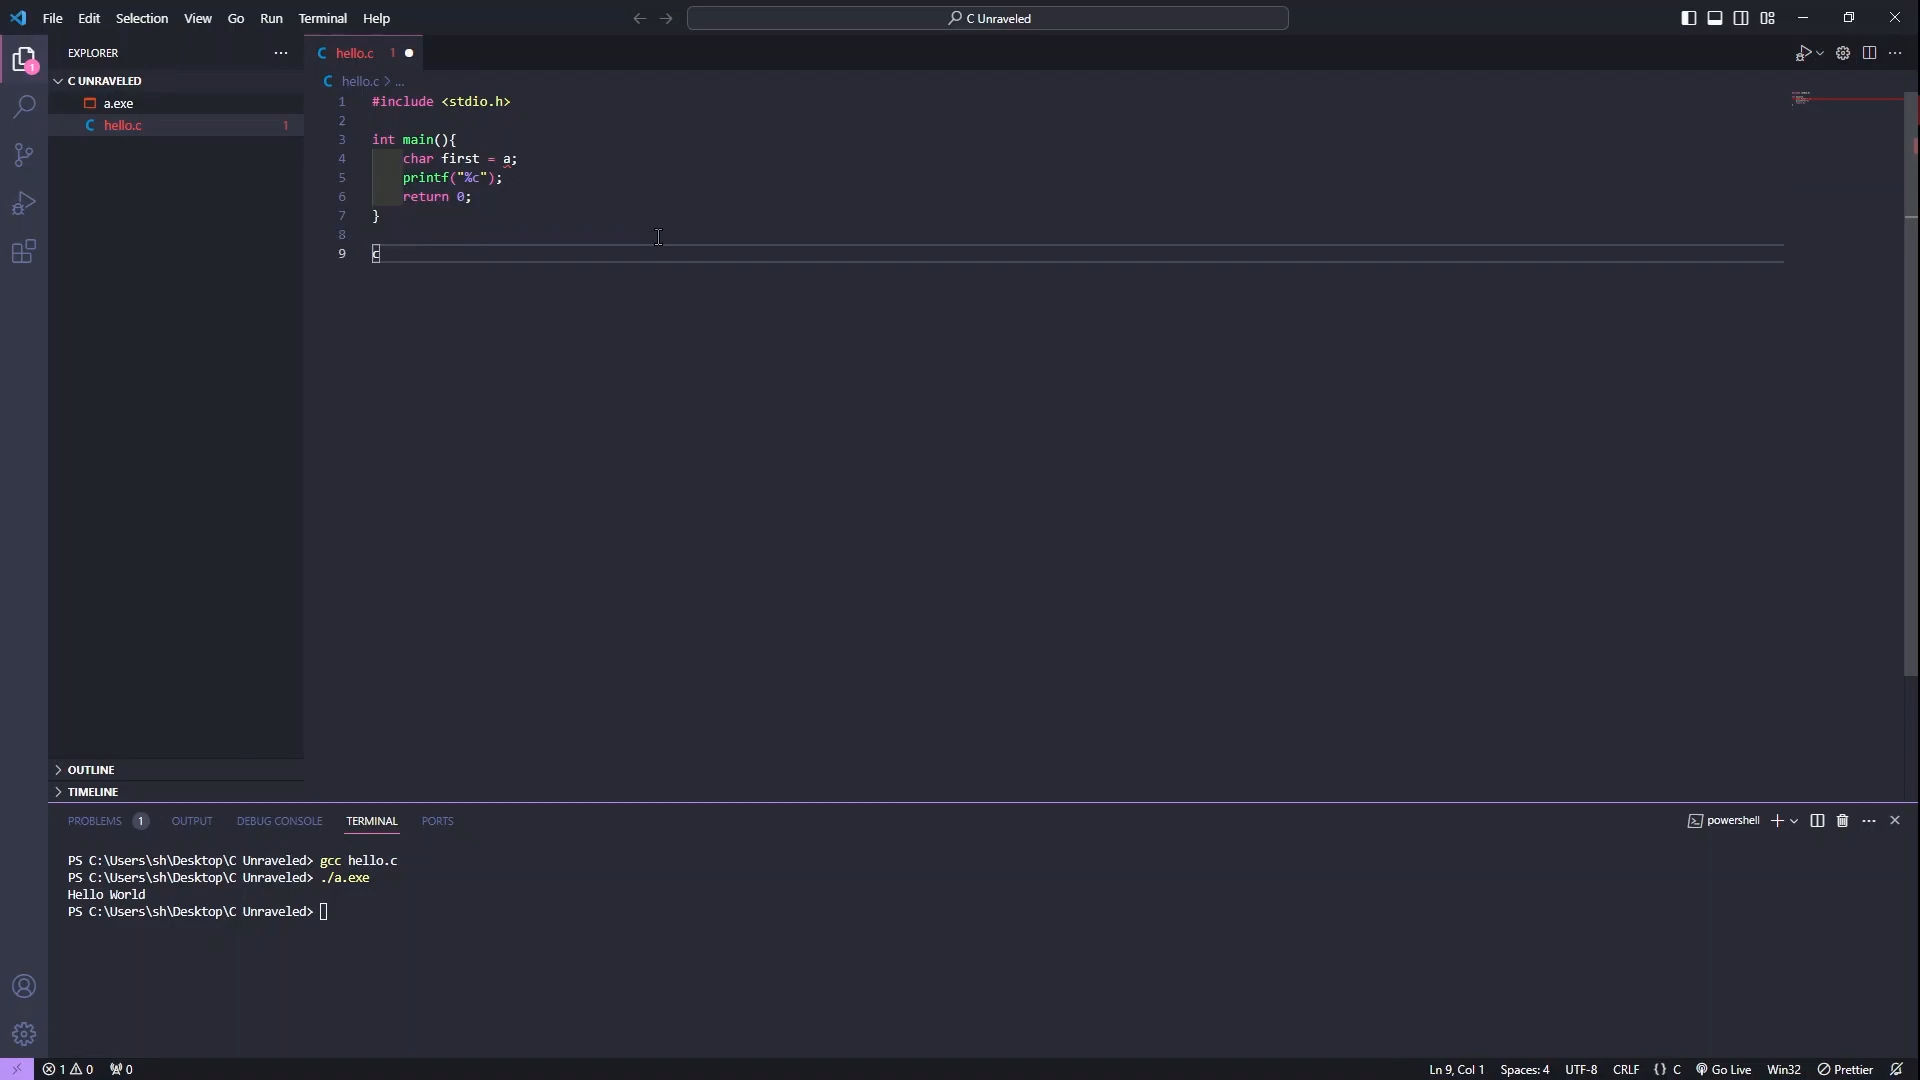 File Edit Selection View Go Run Terminal Help
C Unraveled
EXPLORER
hello.c 1
C UNRAVELED
a.exe
hello.c 1
hello.c > ...
1 #include <stdio.h>
2
3 int main(){
4 char first = a;
5 printf("%c");
6 return 0;
7 }
8
9 c
OUTLINE
TIMELINE
PROBLEMS 1 OUTPUT DEBUG CONSOLE TERMINAL PORTS
powershell
PS C:\Users\sh\Desktop\C Unraveled> gcc hello.c
PS C:\Users\sh\Desktop\C Unraveled> ./a.exe
Hello World
PS C:\Users\sh\Desktop\C Unraveled>
1 0 0
Ln 9, Col 1 Spaces: 4 UTF-8 CRLF {} C Go Live Win32 Prettier